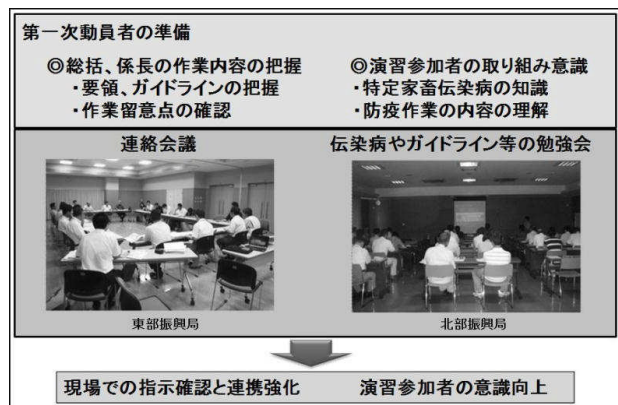 第一次動員者の準備
◎総括、係長の作業内容の把握
・要領、ガイドラインの把握
・作業留意点の確認
◎演習参加者の取り組み意識
・特定家畜伝染病の知識
・防疫作業の内容の理解
連絡会議
伝染病やガイドライン等の勉強会
東部振興局
北部振興局
現場での指示確認と連携強化
演習参加者の意識向上